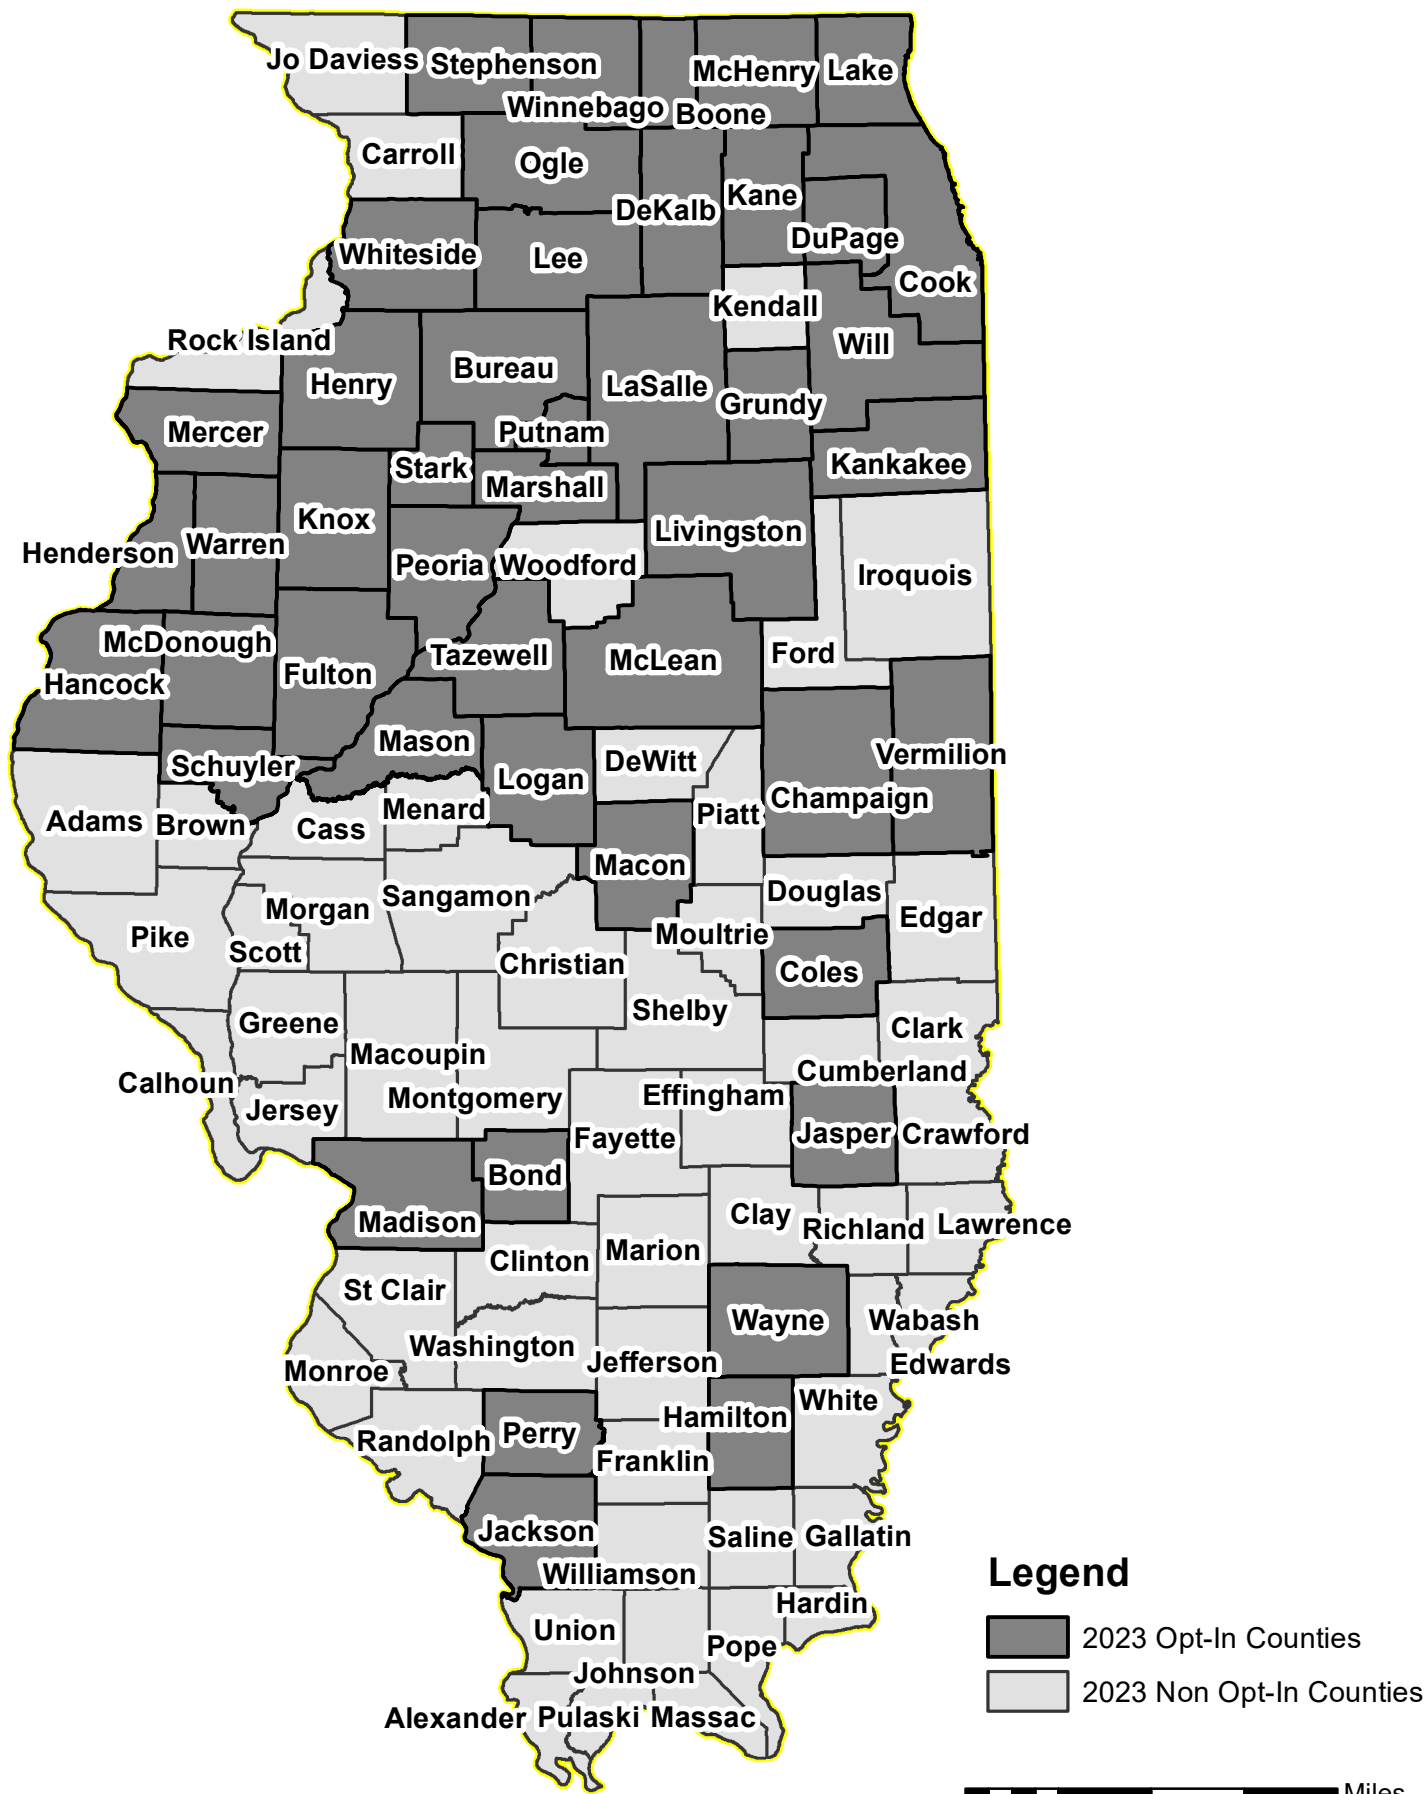 Jo Daviess
Stephenson
Winnebago
Boone
McHenry
Lake
Carroll
Ogle
DeKalb
Kane
DuPage
Cook
Whiteside
Lee
Kendall
Will
Rock Island
Henry
Bureau
LaSalle
Grundy
Mercer
Putnam
Stark
Marshall
Kankakee
Knox
Henderson
Warren
Peoria
Woodford
Livingston
Iroquois
McDonough
Hancock
Fulton
Tazewell
McLean
Ford
Schuyler
Mason
Logan
DeWitt
Vermilion
Champaign
Piatt
Adams
Brown
Cass
Menard
Macon
Douglas
Edgar
Pike
Morgan
Scott
Sangamon
Christian
Moultrie
Coles
Shelby
Greene
Macoupin
Clark
Cumberland
Calhoun
Jersey
Montgomery
Effingham
Fayette
Jasper
Crawford
Bond
Madison
Clay
Richland
Lawrence
Clinton
Marion
St Clair
Wayne
Wabash
Washington
Jefferson
Edwards
Monroe
White
Hamilton
Randolph
Perry
Franklin
Jackson
Williamson
Saline
Gallatin
Hardin
Union
Pope
Johnson
Alexander
Pulaski
Massac
Legend
2023 Opt-In Counties
2023 Non Opt-In Counties
Miles